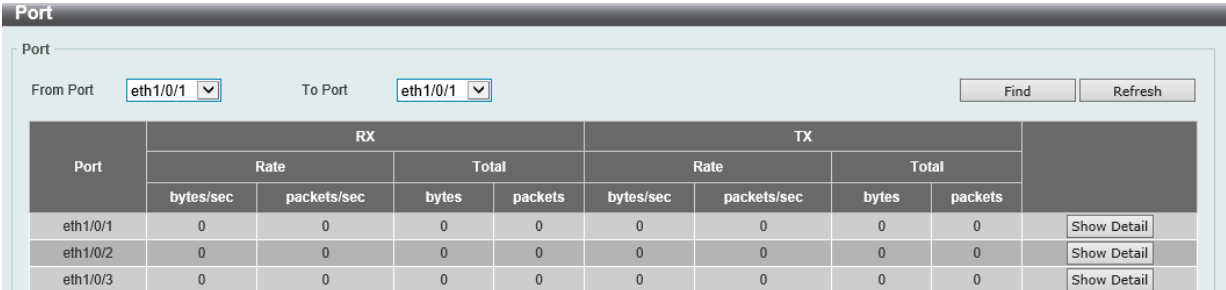 Port
Port
From Port eth1/0/1 To Port eth1/0/1 Find Refresh
RX TX
Port Rate Total Rate Total
bytes/sec packets/sec bytes packets bytes/sec packets/sec bytes packets
eth1/0/1 0 0 0 0 0 0 0 0 Show Detail
eth1/0/2 0 0 0 0 0 0 0 0 Show Detail
eth1/0/3 0 0 0 0 0 0 0 0 Show Detail